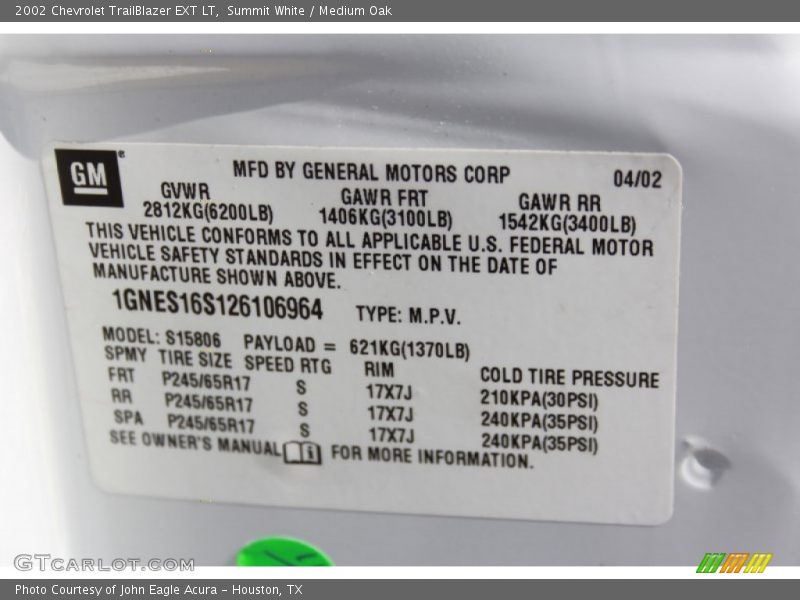 2002 Chevrolet TrailBlazer EXT LT,  Summit White / Medium Oak
GM
MFD BY GENERAL MOTORS CORP 04/02
GVWR GAWR FRT GAWR RR
2812KG(6200LB) 1406KG(3100LB) 1542KG(3400LB)
THIS VEHICLE CONFORMS TO ALL APPLICABLE U.S. FEDERAL MOTOR
VEHICLE SAFETY STANDARDS IN EFFECT ON THE DATE OF
MANUFACTURE SHOWN ABOVE.
1GNES16S126106964 TYPE: M.P.V.
MODEL: S15806 PAYLOAD = 621KG(1370LB)
SPMY TIRE SIZE SPEED RTG RIM COLD TIRE PRESSURE
FRT P245/65R17 S 17X7J 210KPA(30PSI)
RR P245/65R17 S 17X7J 240KPA(35PSI)
SPA P245/65R17 S 17X7J 240KPA(35PSI)
SEE OWNER'S MANUAL i FOR MORE INFORMATION.
GTcarlot.com
Photo Courtesy of John Eagle Acura - Houston, TX